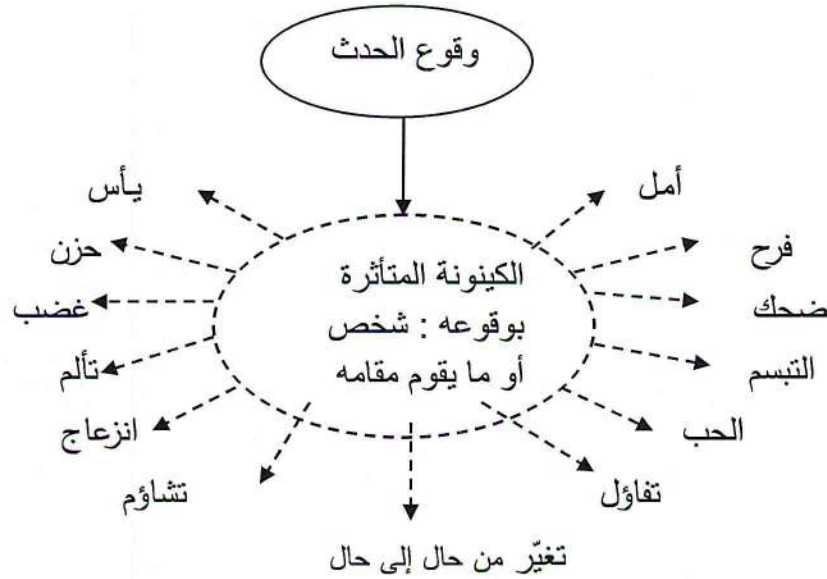 وقوع الحدث
أمل
يأس
فرح
حزن
الكينونة المتأثرة
ضحك
غضب
بوقوعه : شخص
التبسم
تألم
أو ما يقوم مقامه
الحب
انزعاج
تفاؤل
تشاؤم
تغيّر من حال إلى حال